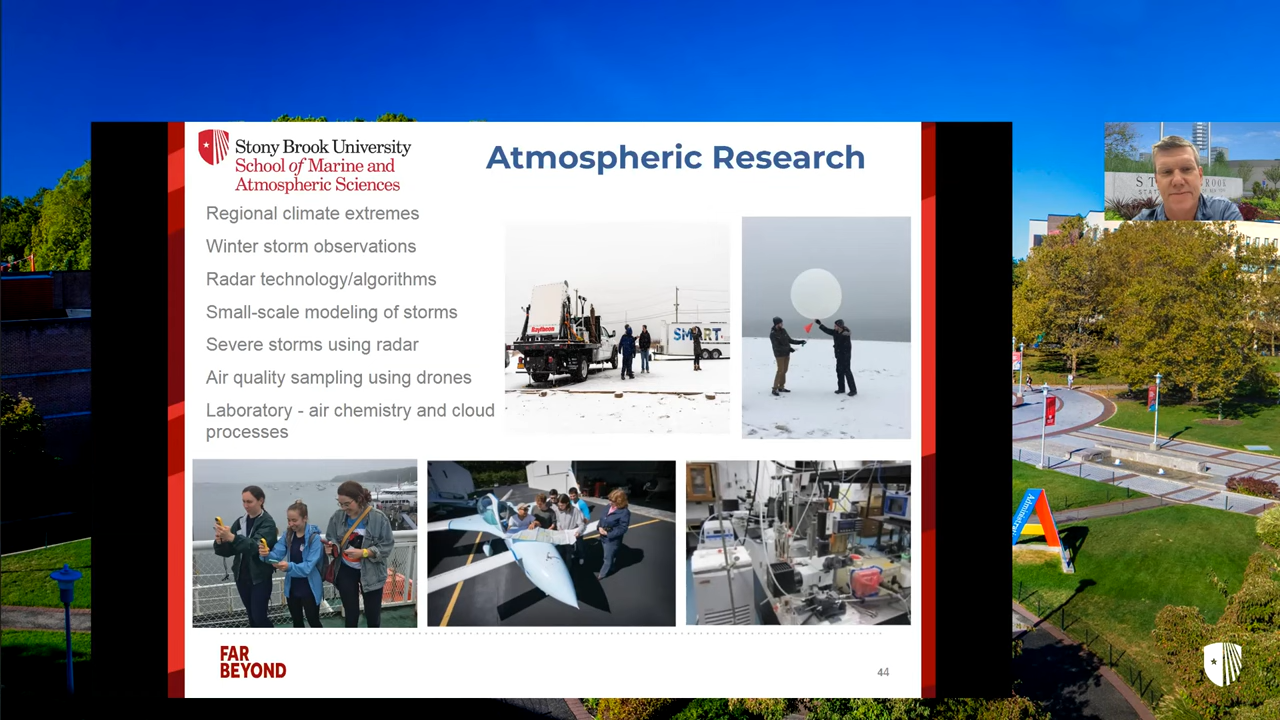 Stony Brook University
School of Marine and
Atmospheric Sciences
Atmospheric Research
Regional climate extremes
Winter storm observations
Radar technology/algorithms
Small-scale modeling of storms
Severe storms using radar
Air quality sampling using drones
Laboratory - air chemistry and cloud
processes
Raytheon
SMART
FAR
BEYOND
44